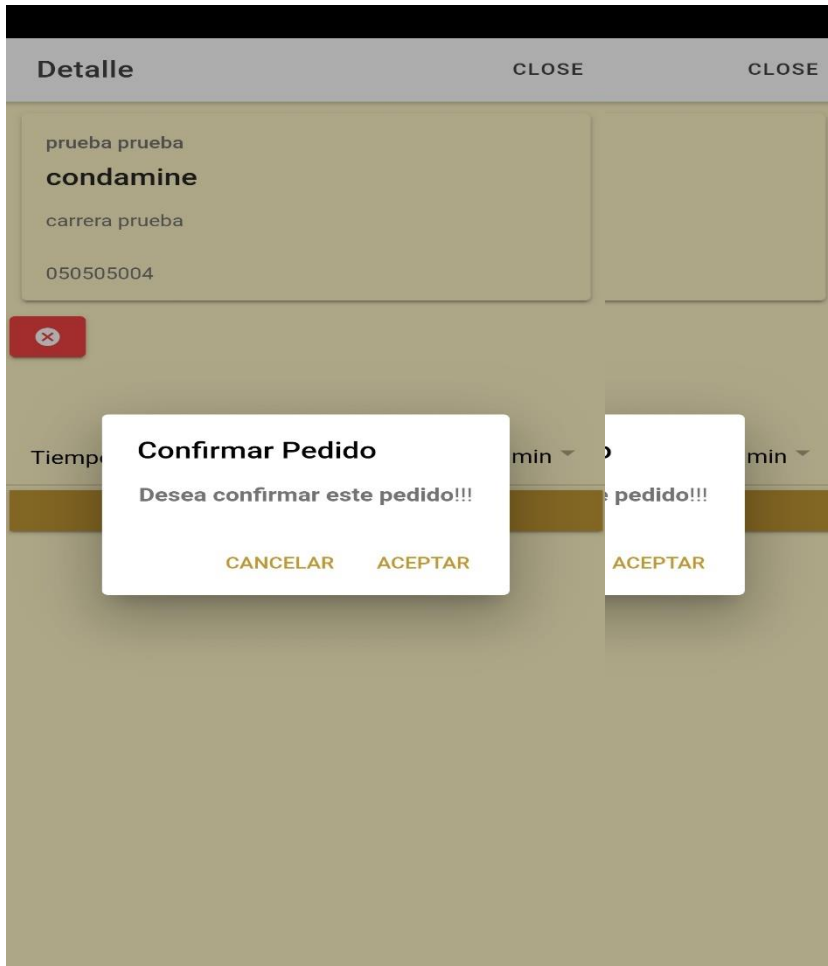 Detalle CLOSE CLOSE
prueba prueba
condamine
carrera prueba
050505004
Confirmar Pedido
Tiemp min min
Desea confirmar este pedido!!! pedido!!!
CANCELAR ACEPTAR ACEPTAR